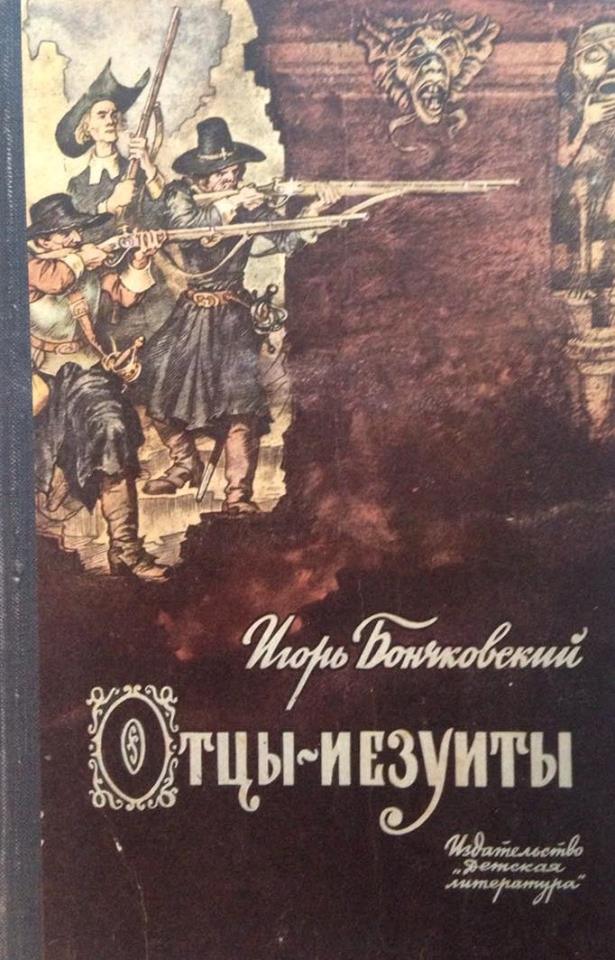 Игорь Бончковский
Отцы-иезуиты
Издательство
„Детская
литература"